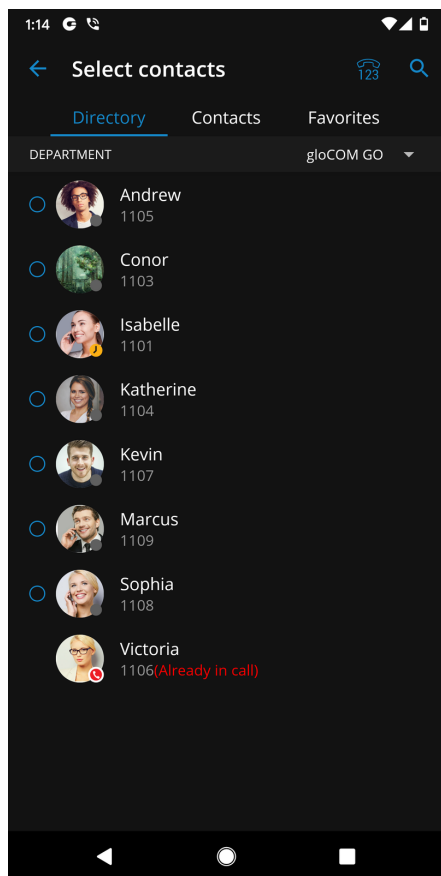 1:14
Select contacts
123
Directory Contacts Favorites
DEPARTMENT gloCOM GO
Andrew
1105
Conor
1103
Isabelle
1101
Katherine
1104
Kevin
1107
Marcus
1109
Sophia
1108
Victoria
1106(Already in call)